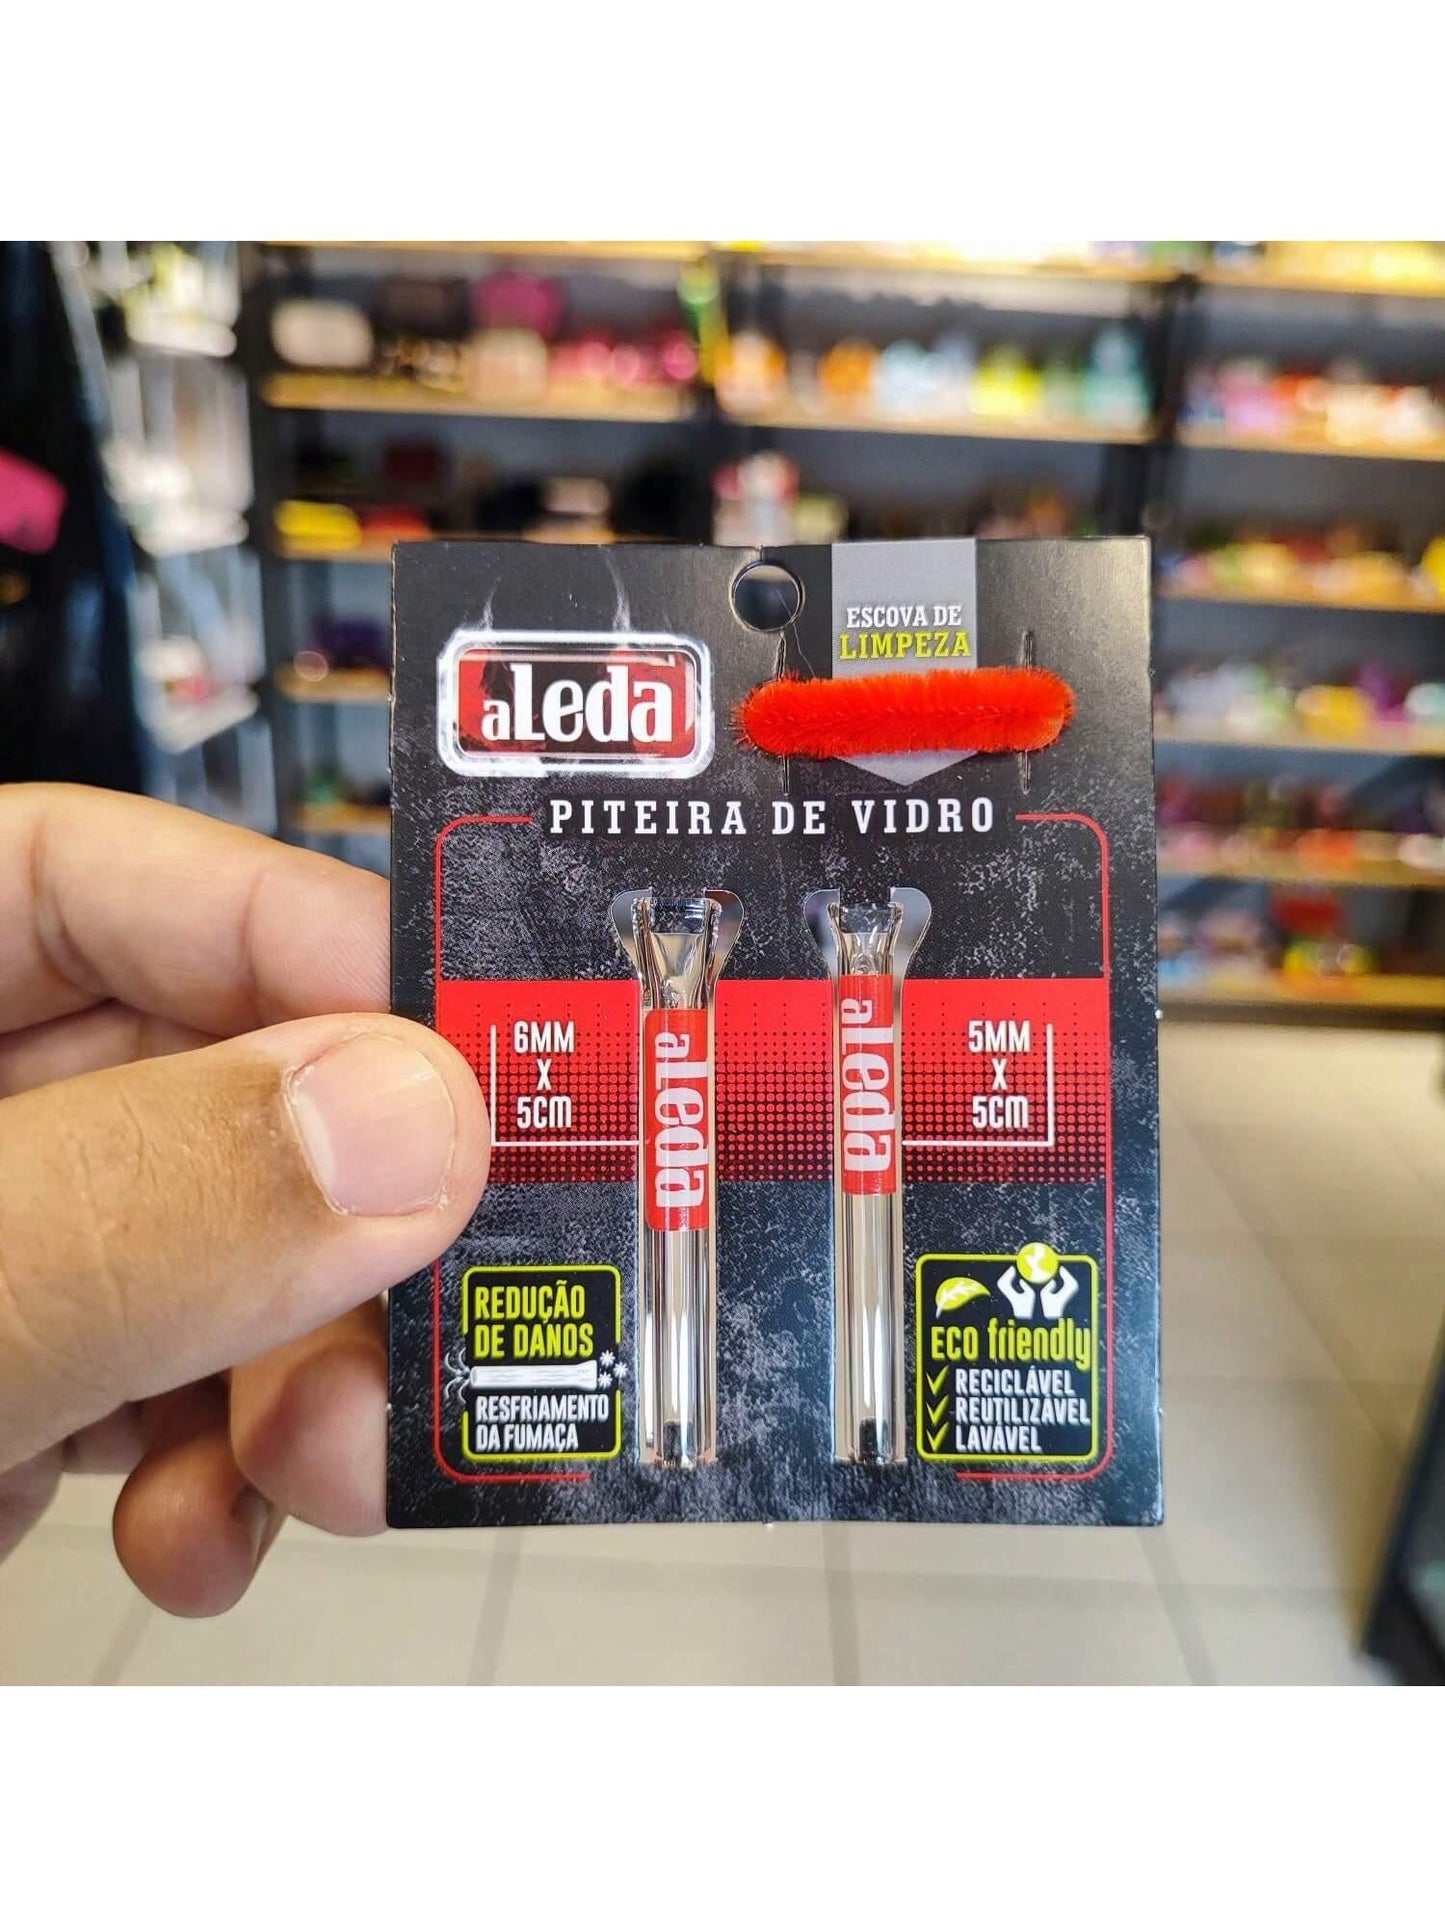 aLeda
ESCOVA DE
LIMPEZA
PITEIRA DE VIDRO
6MM
X
5CM
aLeda
aLeda
5MM
X
5CM
REDUÇÃO
DE DANOS
RESFRIAMENTO
DA FUMAÇA
ECO friendly
RECICLÁVEL
REUTILIZÁVEL
LAVÁVEL